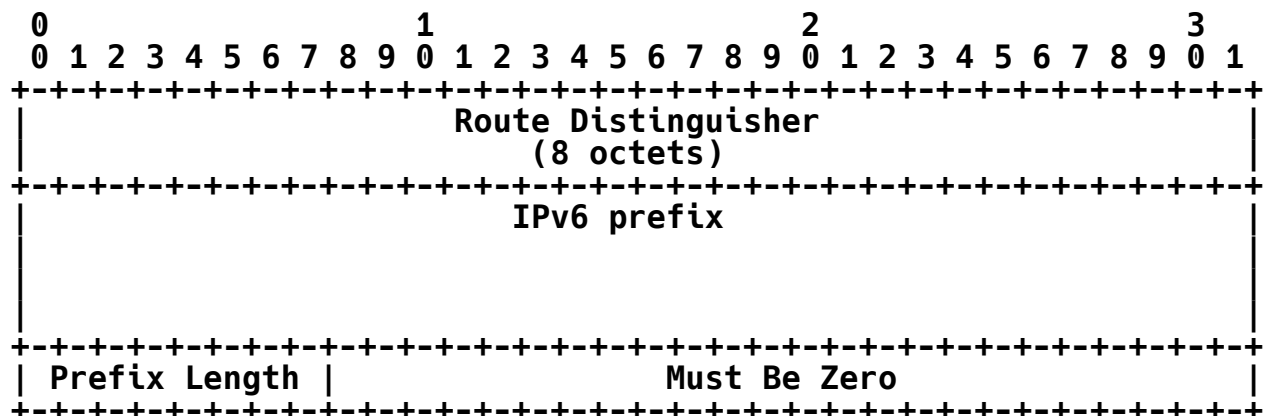 0                   1                   2                   3
 0 1 2 3 4 5 6 7 8 9 0 1 2 3 4 5 6 7 8 9 0 1 2 3 4 5 6 7 8 9 0 1
+-+-+-+-+-+-+-+-+-+-+-+-+-+-+-+-+-+-+-+-+-+-+-+-+-+-+-+-+-+-+-+-+
|                      Route Distinguisher                      |
|                          (8 octets)                           |
+-+-+-+-+-+-+-+-+-+-+-+-+-+-+-+-+-+-+-+-+-+-+-+-+-+-+-+-+-+-+-+-+
|                         IPv6 prefix                           |
|                                                               |
|                                                               |
|                                                               |
+-+-+-+-+-+-+-+-+-+-+-+-+-+-+-+-+-+-+-+-+-+-+-+-+-+-+-+-+-+-+-+-+
| Prefix Length |                 Must Be Zero                  |
+-+-+-+-+-+-+-+-+-+-+-+-+-+-+-+-+-+-+-+-+-+-+-+-+-+-+-+-+-+-+-+-+